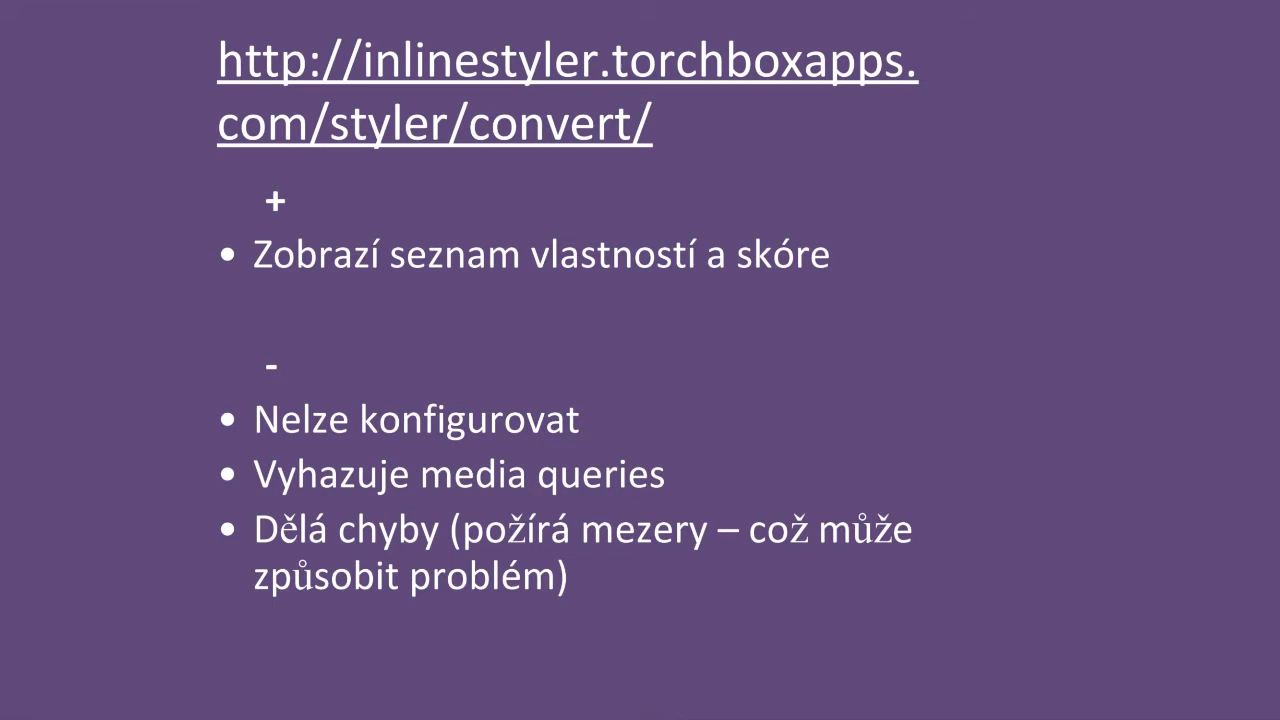 http://inlinestyler.torchboxapps.
com/styler/convert/
+
• Zobrazí seznam vlastností a skóre
-
• Nelze konfigurovat
• Vyhazuje media queries
• Dělá chyby (požírá mezery – což může
způsobit problém)